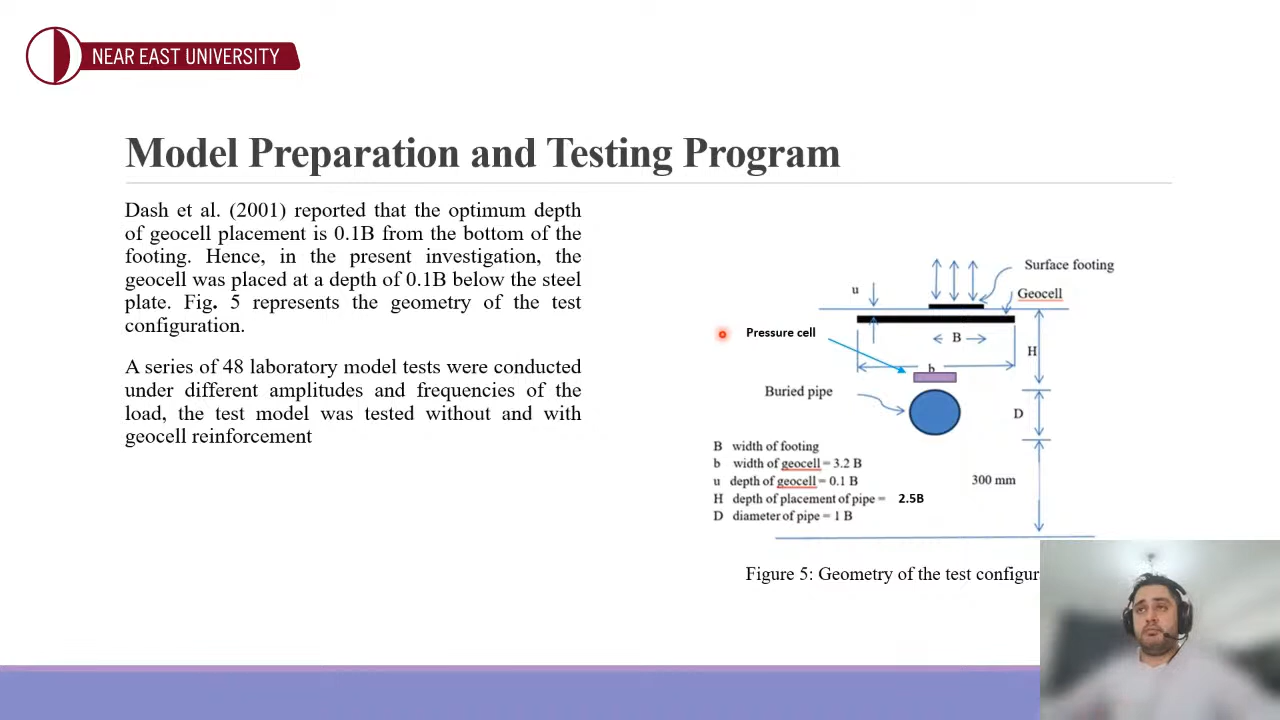 NEAR EAST UNIVERSITY
Model Preparation and Testing Program
Dash et al. (2001) reported that the optimum depth
of geocell placement is 0.1B from the bottom of the
footing. Hence, in the present investigation, the
geocell was placed at a depth of 0.1B below the steel
plate. Fig. 5 represents the geometry of the test
configuration.
A series of 48 laboratory model tests were conducted
under different amplitudes and frequencies of the
load, the test model was tested without and with
geocell reinforcement
Surface footing
u
Geocell
Pressure cell
B
H
b
Buried pipe
D
B width of footing
b width of geocell = 3.2 B
u depth of geocell = 0.1 B
H depth of placement of pipe = 2.5B
D diameter of pipe = 1 B
300 mm
Figure 5: Geometry of the test configur